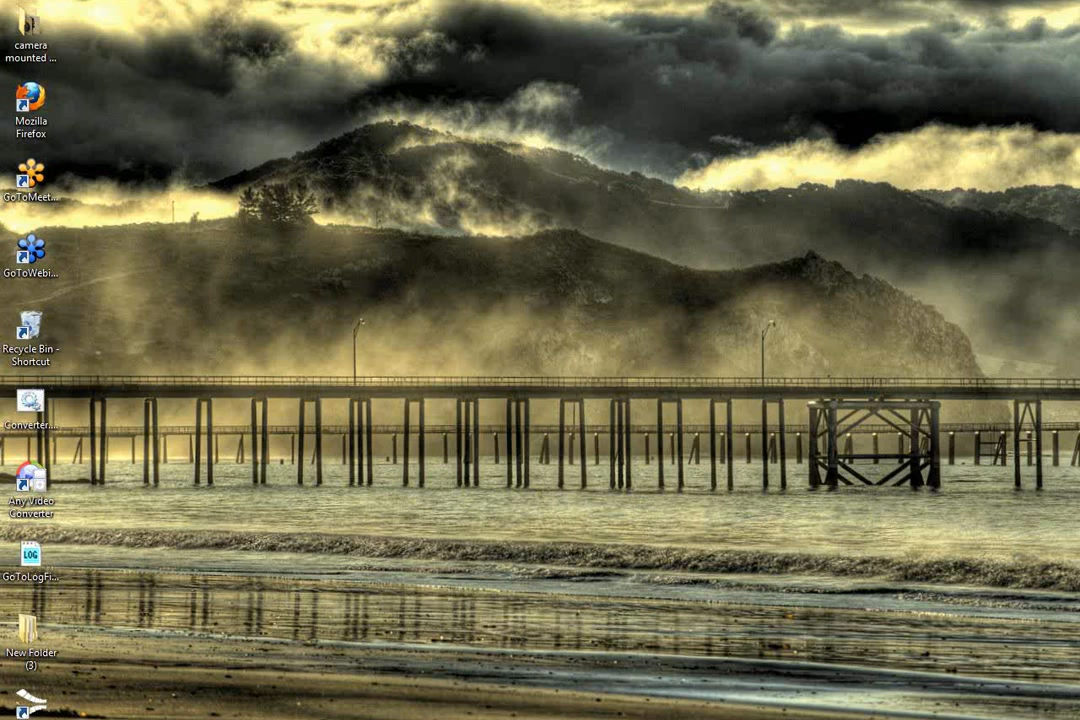 camera
mounted ...
Mozilla
Firefox
GoToMeet...
GoToWebi...
Recycle Bin -
Shortcut
Converter...
Any Video
Converter
LOG
GoToLogFi...
New Folder
(3)